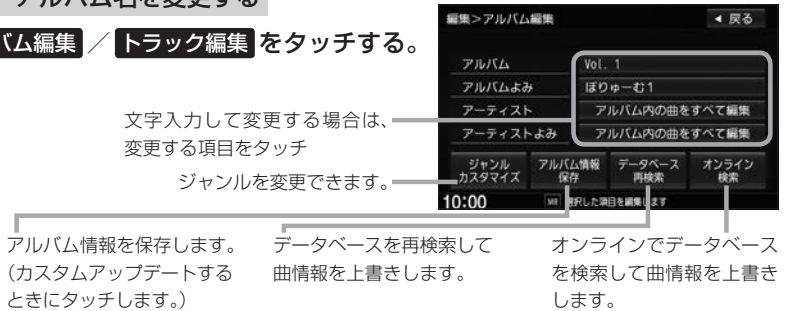 アルバム名を変更する
バム編集 / トラック編集 をタッチする。
編集>アルバム編集 ◀ 戻る
アルバム Vol. 1
アルバムよみ ぼりゅーむ1
アーティスト アルバム内の曲をすべて編集
アーティストよみ アルバム内の曲をすべて編集
ジャンル
カスタマイズ
アルバム情報
保存
データベース
再検索
オンライン
検索
10:00 選択した項目を編集します
文字入力して変更する場合は、
変更する項目をタッチ
ジャンルを変更できます。
アルバム情報を保存します。
(カスタムアップデートする
ときにタッチします。)
データベースを再検索して
曲情報を上書きします。
オンラインでデータベース
を検索して曲情報を上書き
します。